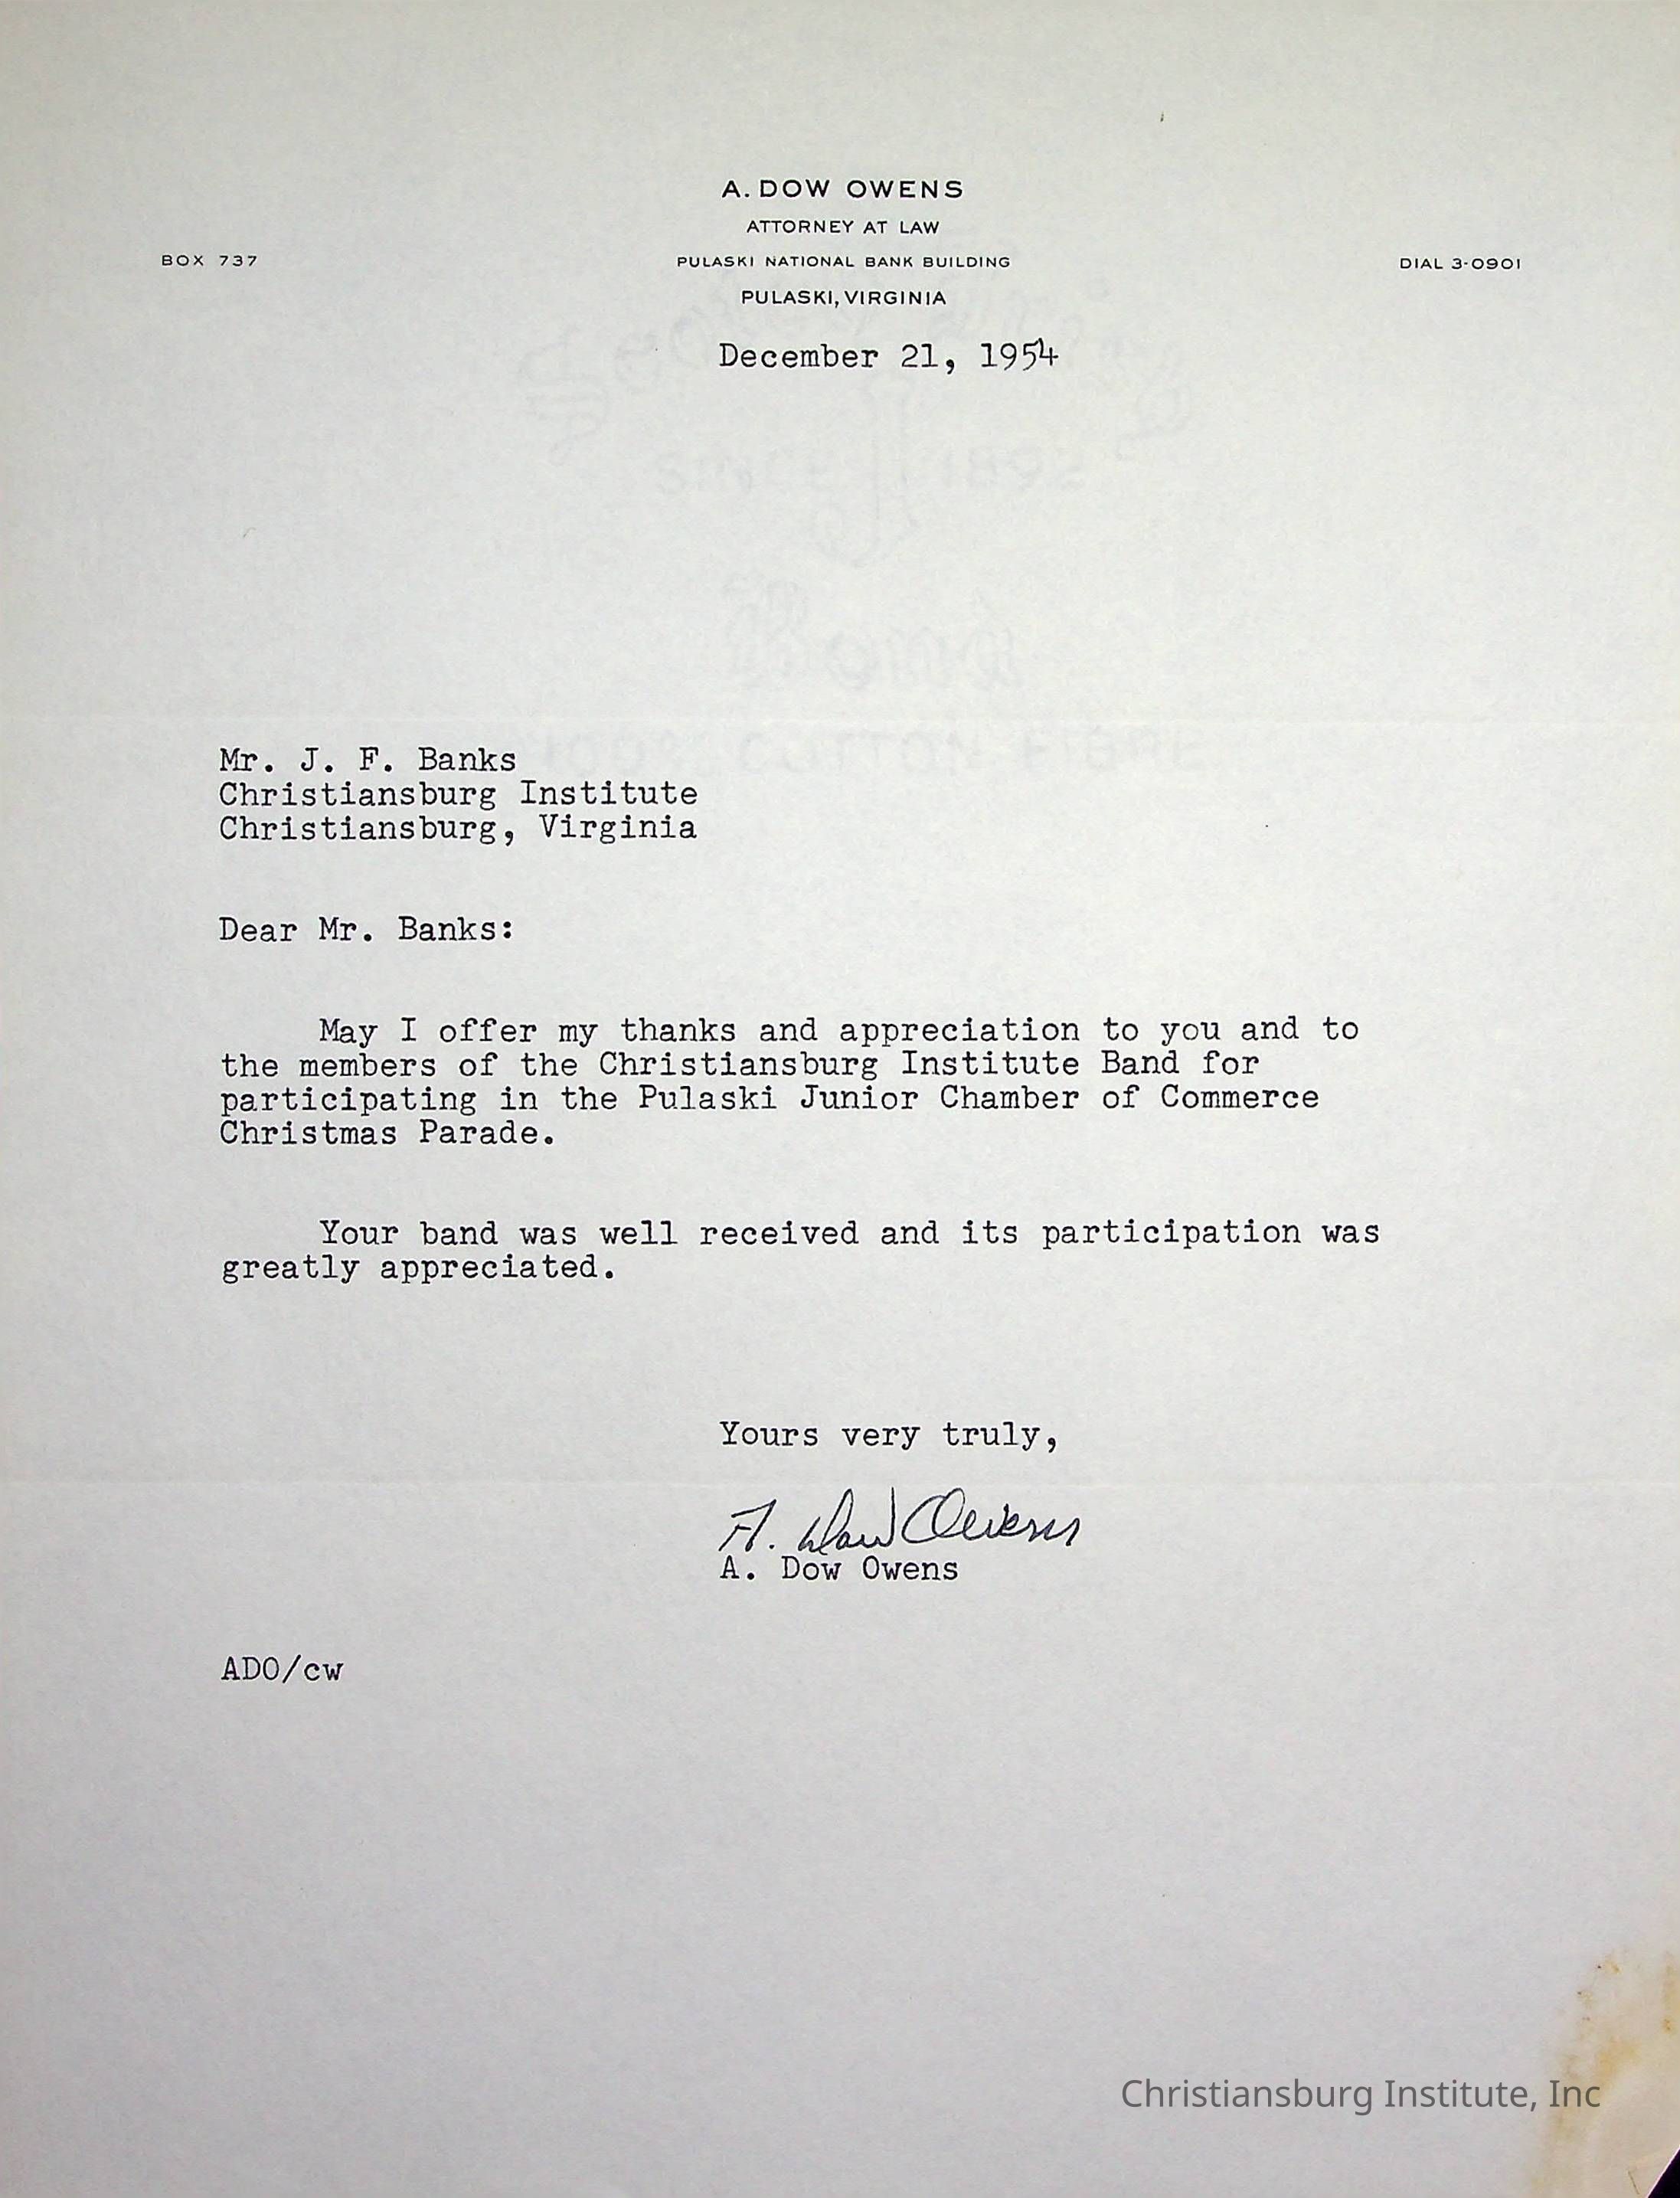 A. DOW OWENS
ATTORNEY AT LAW
BOX 737
PULASKI NATIONAL BANK BUILDING
DIAL 3-0901
PULASKI, VIRGINIA
December 21, 1954
Mr. J. F. Banks
Christiansburg Institute
Christiansburg, Virginia
Dear Mr. Banks:
May I offer my thanks and appreciation to you and to
the members of the Christiansburg Institute Band for
participating in the Pulaski Junior Chamber of Commerce
Christmas Parade.
Your band was well received and its participation was
greatly appreciated.
Yours very truly,
A. Dow Owens
A. Dow Owens
ADO/cw
Christiansburg Institute, Inc